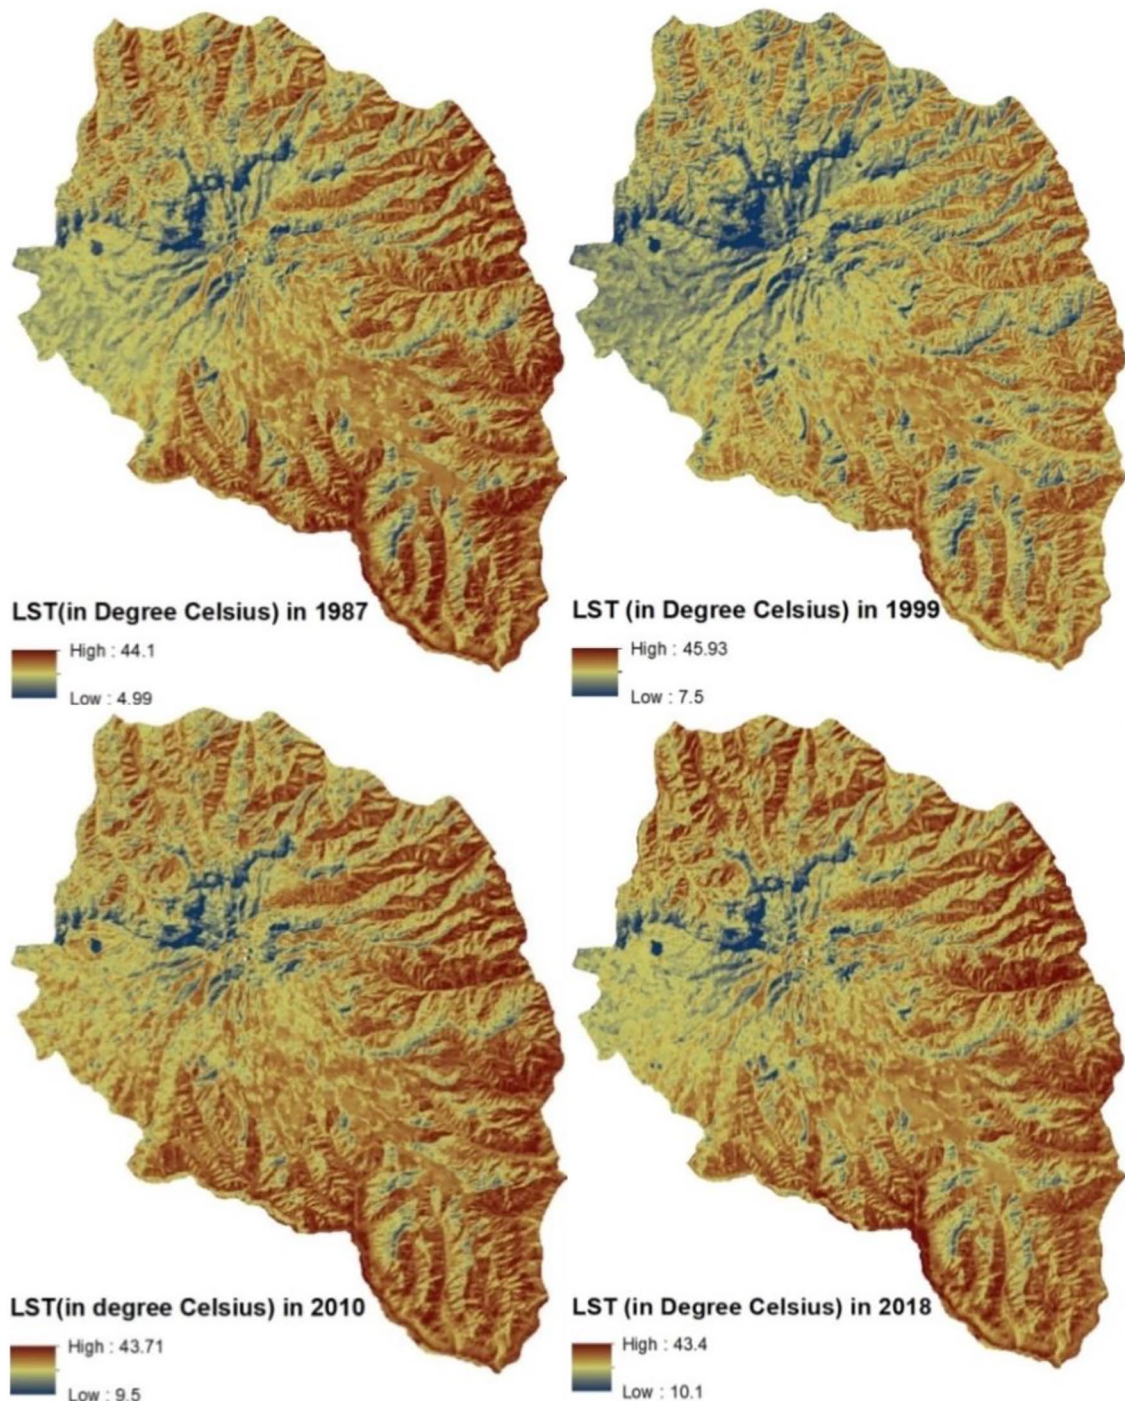 LST(in Degree Celsius) in 1987
High : 44.1
Low : 4.99
LST (in Degree Celsius) in 1999
High : 45.93
Low : 7.5
LST(in degree Celsius) in 2010
High : 43.71
Low : 9.5
LST (in Degree Celsius) in 2018
High : 43.4
Low : 10.1